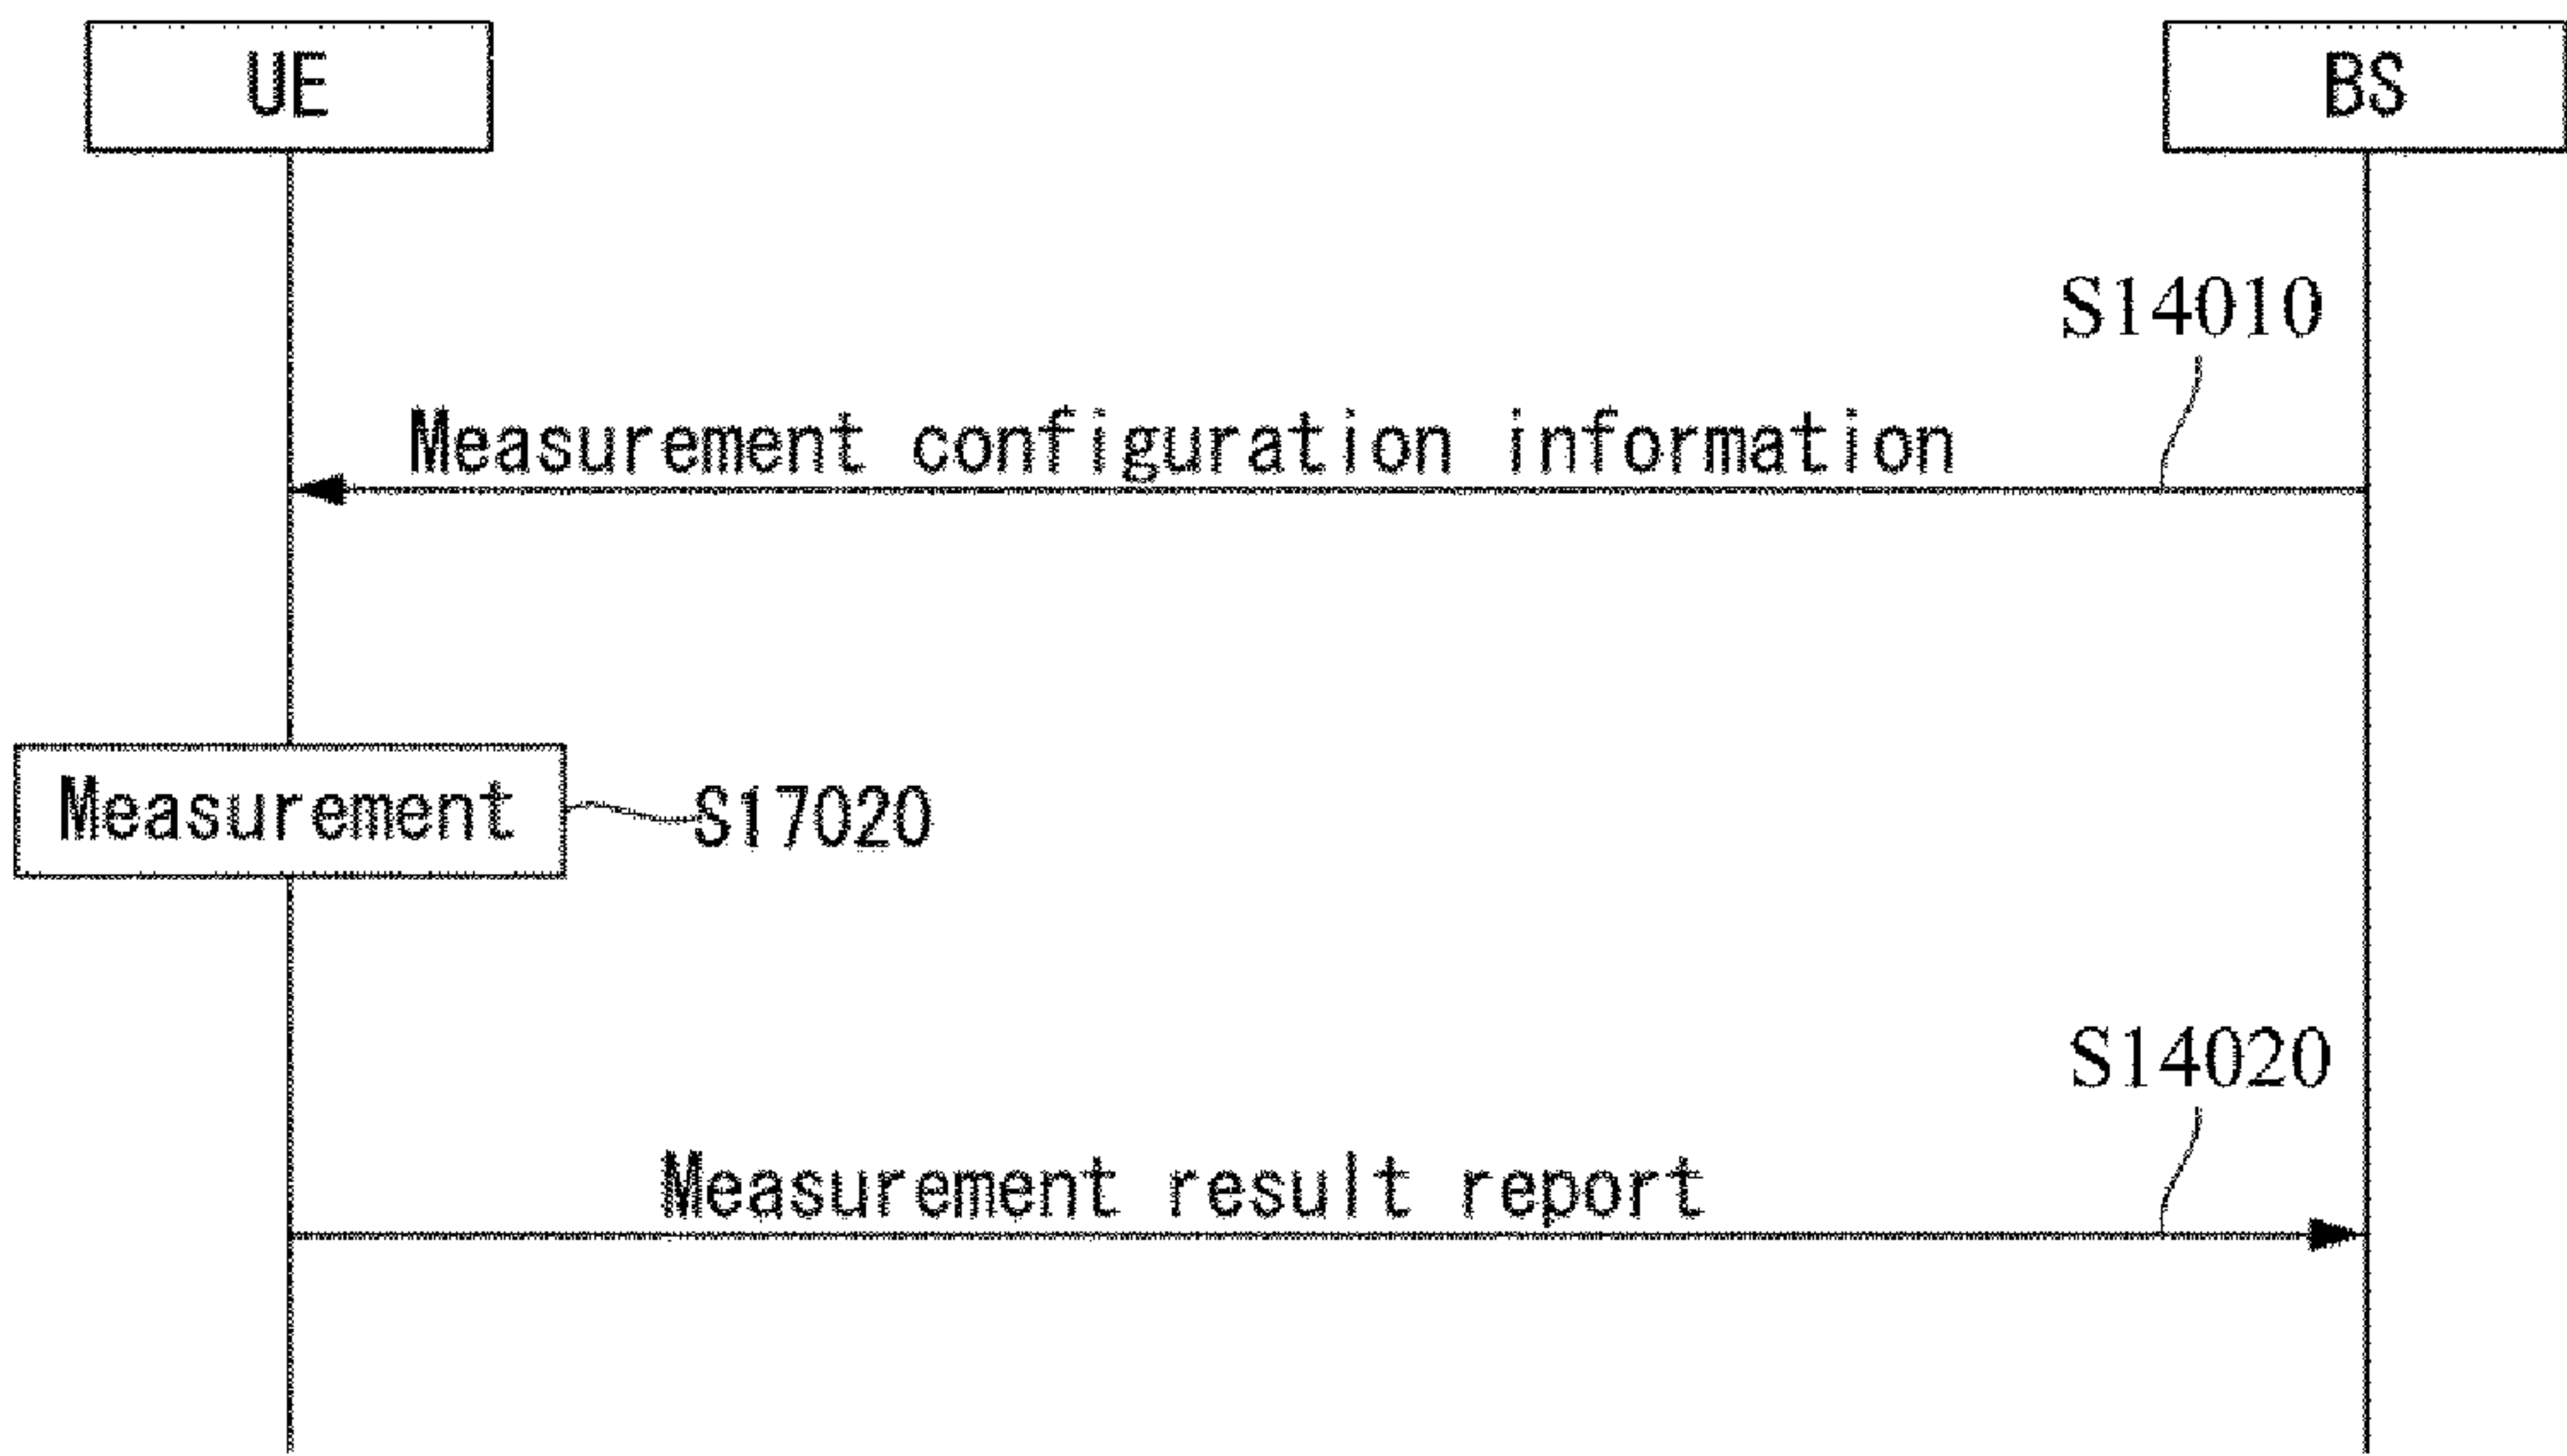 UE
BS
S14010
Measurement configuration information
Measurement
S17020
S14020
Measurement result report